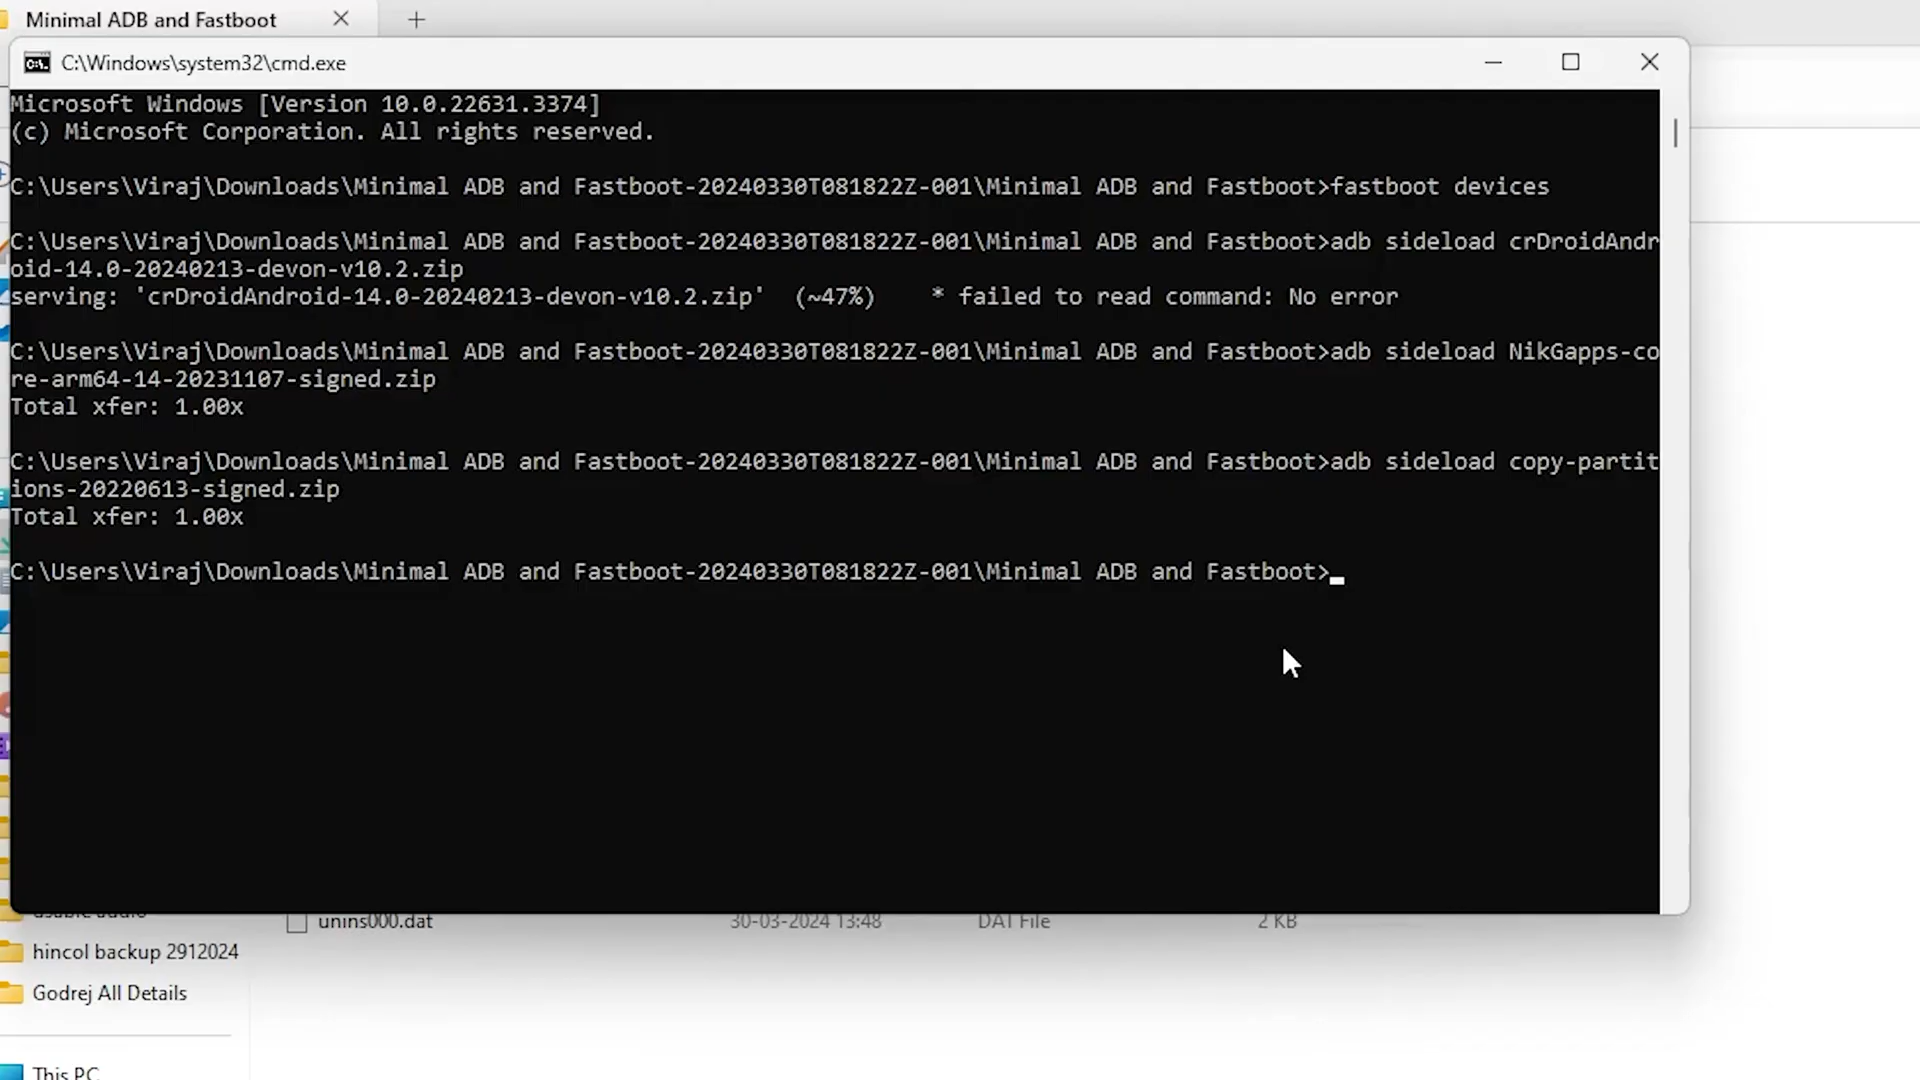 Minimal ADB and Fastboot
C:\Windows\system32\cmd.exe
Microsoft Windows [Version 10.0.22631.3374]
(c) Microsoft Corporation. All rights reserved.
C:\Users\Viraj\Downloads\Minimal ADB and Fastboot-20240330T081822Z-001\Minimal ADB and Fastboot>fastboot devices
C:\Users\Viraj\Downloads\Minimal ADB and Fastboot-20240330T081822Z-001\Minimal ADB and Fastboot>adb sideload crDroidAndr
oid-14.0-20240213-devon-v10.2.zip
serving: 'crDroidAndroid-14.0-20240213-devon-v10.2.zip'  (~47%)    * failed to read command: No error
C:\Users\Viraj\Downloads\Minimal ADB and Fastboot-20240330T081822Z-001\Minimal ADB and Fastboot>adb sideload NikGapps-co
re-arm64-14-20231107-signed.zip
Total xfer: 1.00x
C:\Users\Viraj\Downloads\Minimal ADB and Fastboot-20240330T081822Z-001\Minimal ADB and Fastboot>adb sideload copy-partit
ions-20220613-signed.zip
Total xfer: 1.00x
C:\Users\Viraj\Downloads\Minimal ADB and Fastboot-20240330T081822Z-001\Minimal ADB and Fastboot>
unins000.dat 30-03-2024 13:48 DAT File 2 KB
hincol backup 2912024
Godrej All Details
This PC